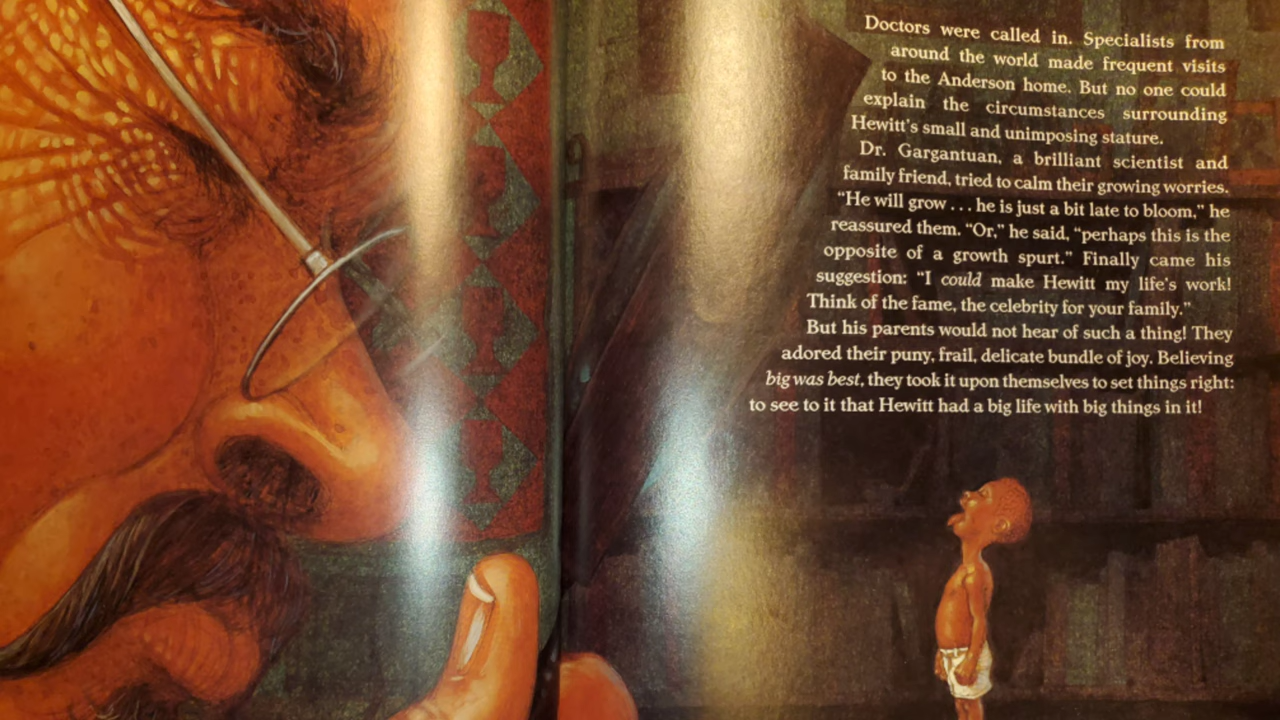 Doctors were called in. Specialists from
around the world made frequent visits
to the Anderson home. But no one could
explain the circumstances surrounding
Hewitt's small and unimposing stature.
Dr. Gargantuan, a brilliant scientist and
family friend, tried to calm their growing worries.
“He will grow . . . he is just a bit late to bloom,” he
reassured them. “Or,” he said, “perhaps this is the
opposite of a growth spurt.” Finally came his
suggestion: “I could make Hewitt my life's work!
Think of the fame, the celebrity for your family.”
But his parents would not hear of such a thing! They
adored their puny, frail, delicate bundle of joy. Believing
big was best, they took it upon themselves to set things right:
to see to it that Hewitt had a big life with big things in it!